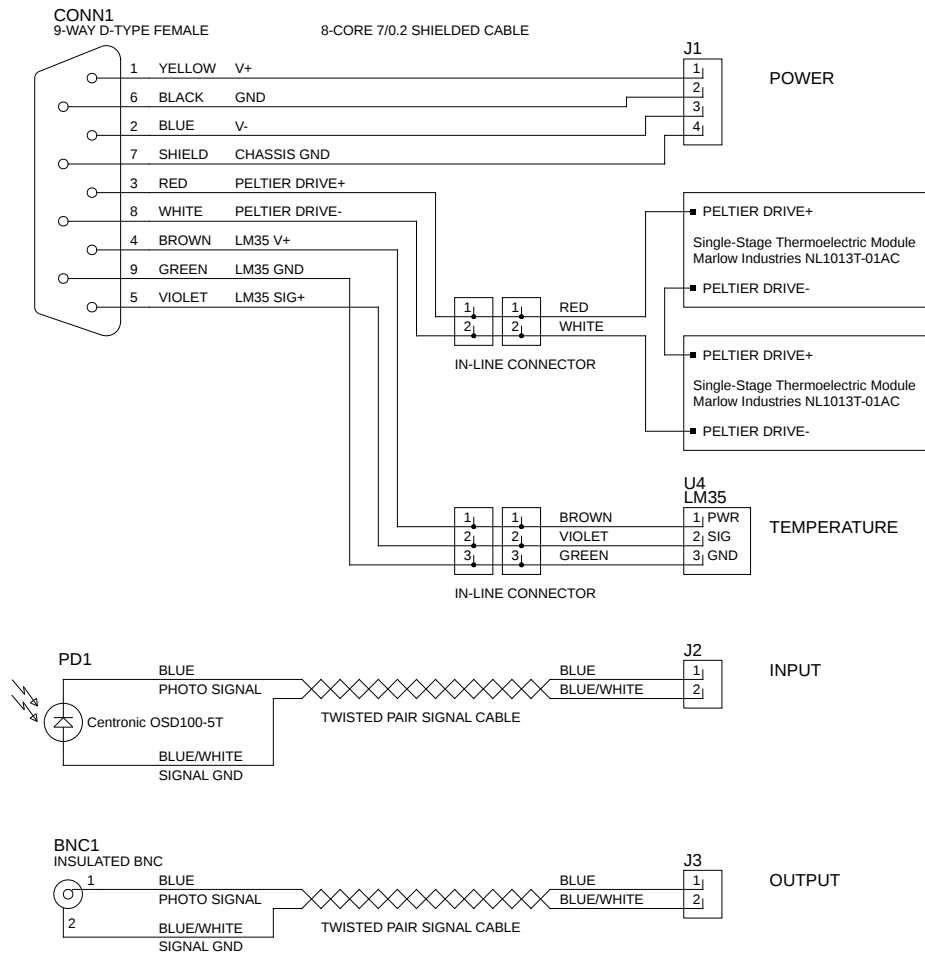 CONN1
9-WAY D-TYPE FEMALE
8-CORE 7/0.2 SHIELDED CABLE
1 YELLOW V+
6 BLACK GND
2 BLUE V-
7 SHIELD CHASSIS GND
3 RED PELTIER DRIVE+
8 WHITE PELTIER DRIVE-
4 BROWN LM35 V+
9 GREEN LM35 GND
5 VIOLET LM35 SIG+
J1
1
2
3
4
POWER
PELTIER DRIVE+
Single-Stage Thermoelectric Module
Marlow Industries NL1013T-01AC
PELTIER DRIVE-
1 1 RED
2 2 WHITE
IN-LINE CONNECTOR
PELTIER DRIVE+
Single-Stage Thermoelectric Module
Marlow Industries NL1013T-01AC
PELTIER DRIVE-
U4
LM35
1 1 BROWN 1 PWR
2 2 VIOLET 2 SIG
3 3 GREEN 3 GND
TEMPERATURE
IN-LINE CONNECTOR
PD1
BLUE
PHOTO SIGNAL
Centronic OSD100-5T
BLUE/WHITE
SIGNAL GND
TWISTED PAIR SIGNAL CABLE
BLUE
BLUE/WHITE
J2
1
2
INPUT
BNC1
INSULATED BNC
1 BLUE
PHOTO SIGNAL
2 BLUE/WHITE
SIGNAL GND
TWISTED PAIR SIGNAL CABLE
BLUE
BLUE/WHITE
J3
1
2
OUTPUT